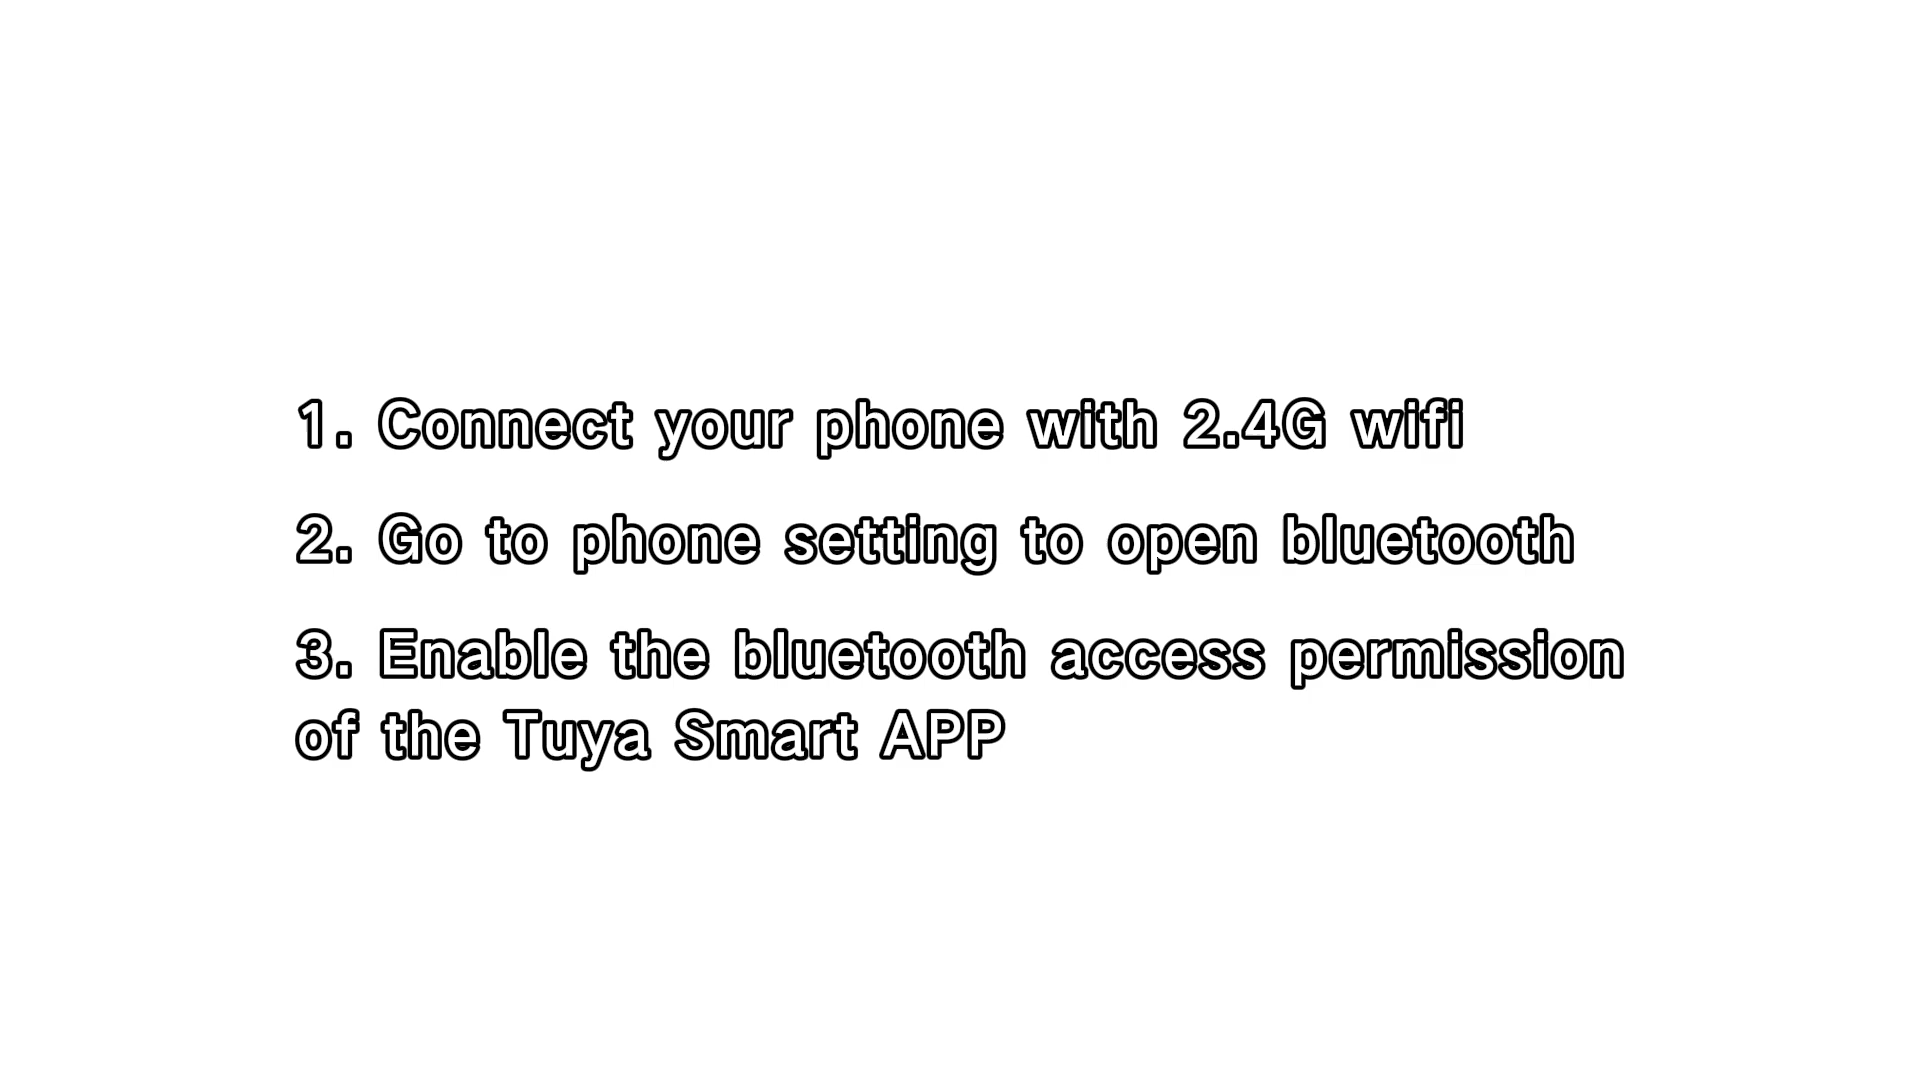 1. Connect your phone with 2.4G wifi
2. Go to phone setting to open bluetooth
3. Enable the bluetooth access permission
of the Tuya Smart APP